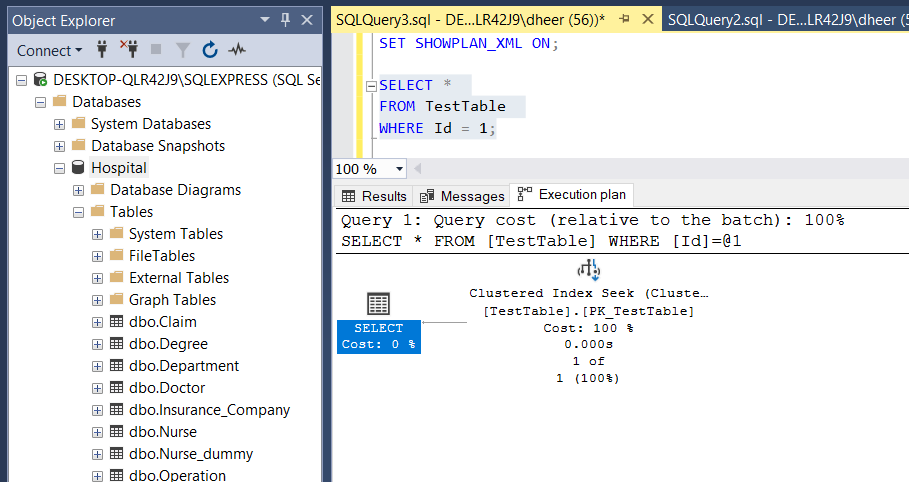 Object Explorer
Connect
DESKTOP-QLR42J9\SQLEXPRESS (SQL Se
Databases
System Databases
Database Snapshots
Hospital
Database Diagrams
Tables
System Tables
FileTables
External Tables
Graph Tables
dbo.Claim
dbo.Degree
dbo.Department
dbo.Doctor
dbo.Insurance_Company
dbo.Nurse
dbo.Nurse_dummy
dbo.Operation
SQLQuery3.sql - DE...LR42J9\dheer (56))*
SQLQuery2.sql - DE...LR42J9\dheer (5
SET SHOWPLAN_XML ON;
SELECT *
FROM TestTable
WHERE Id = 1;
100 %
Results Messages Execution plan
Query 1: Query cost (relative to the batch): 100%
SELECT * FROM [TestTable] WHERE [Id]=@1
SELECT
Cost: 0 %
Clustered Index Seek (Cluste…
[TestTable].[PK_TestTable]
Cost: 100 %
0.000s
1 of
1 (100%)